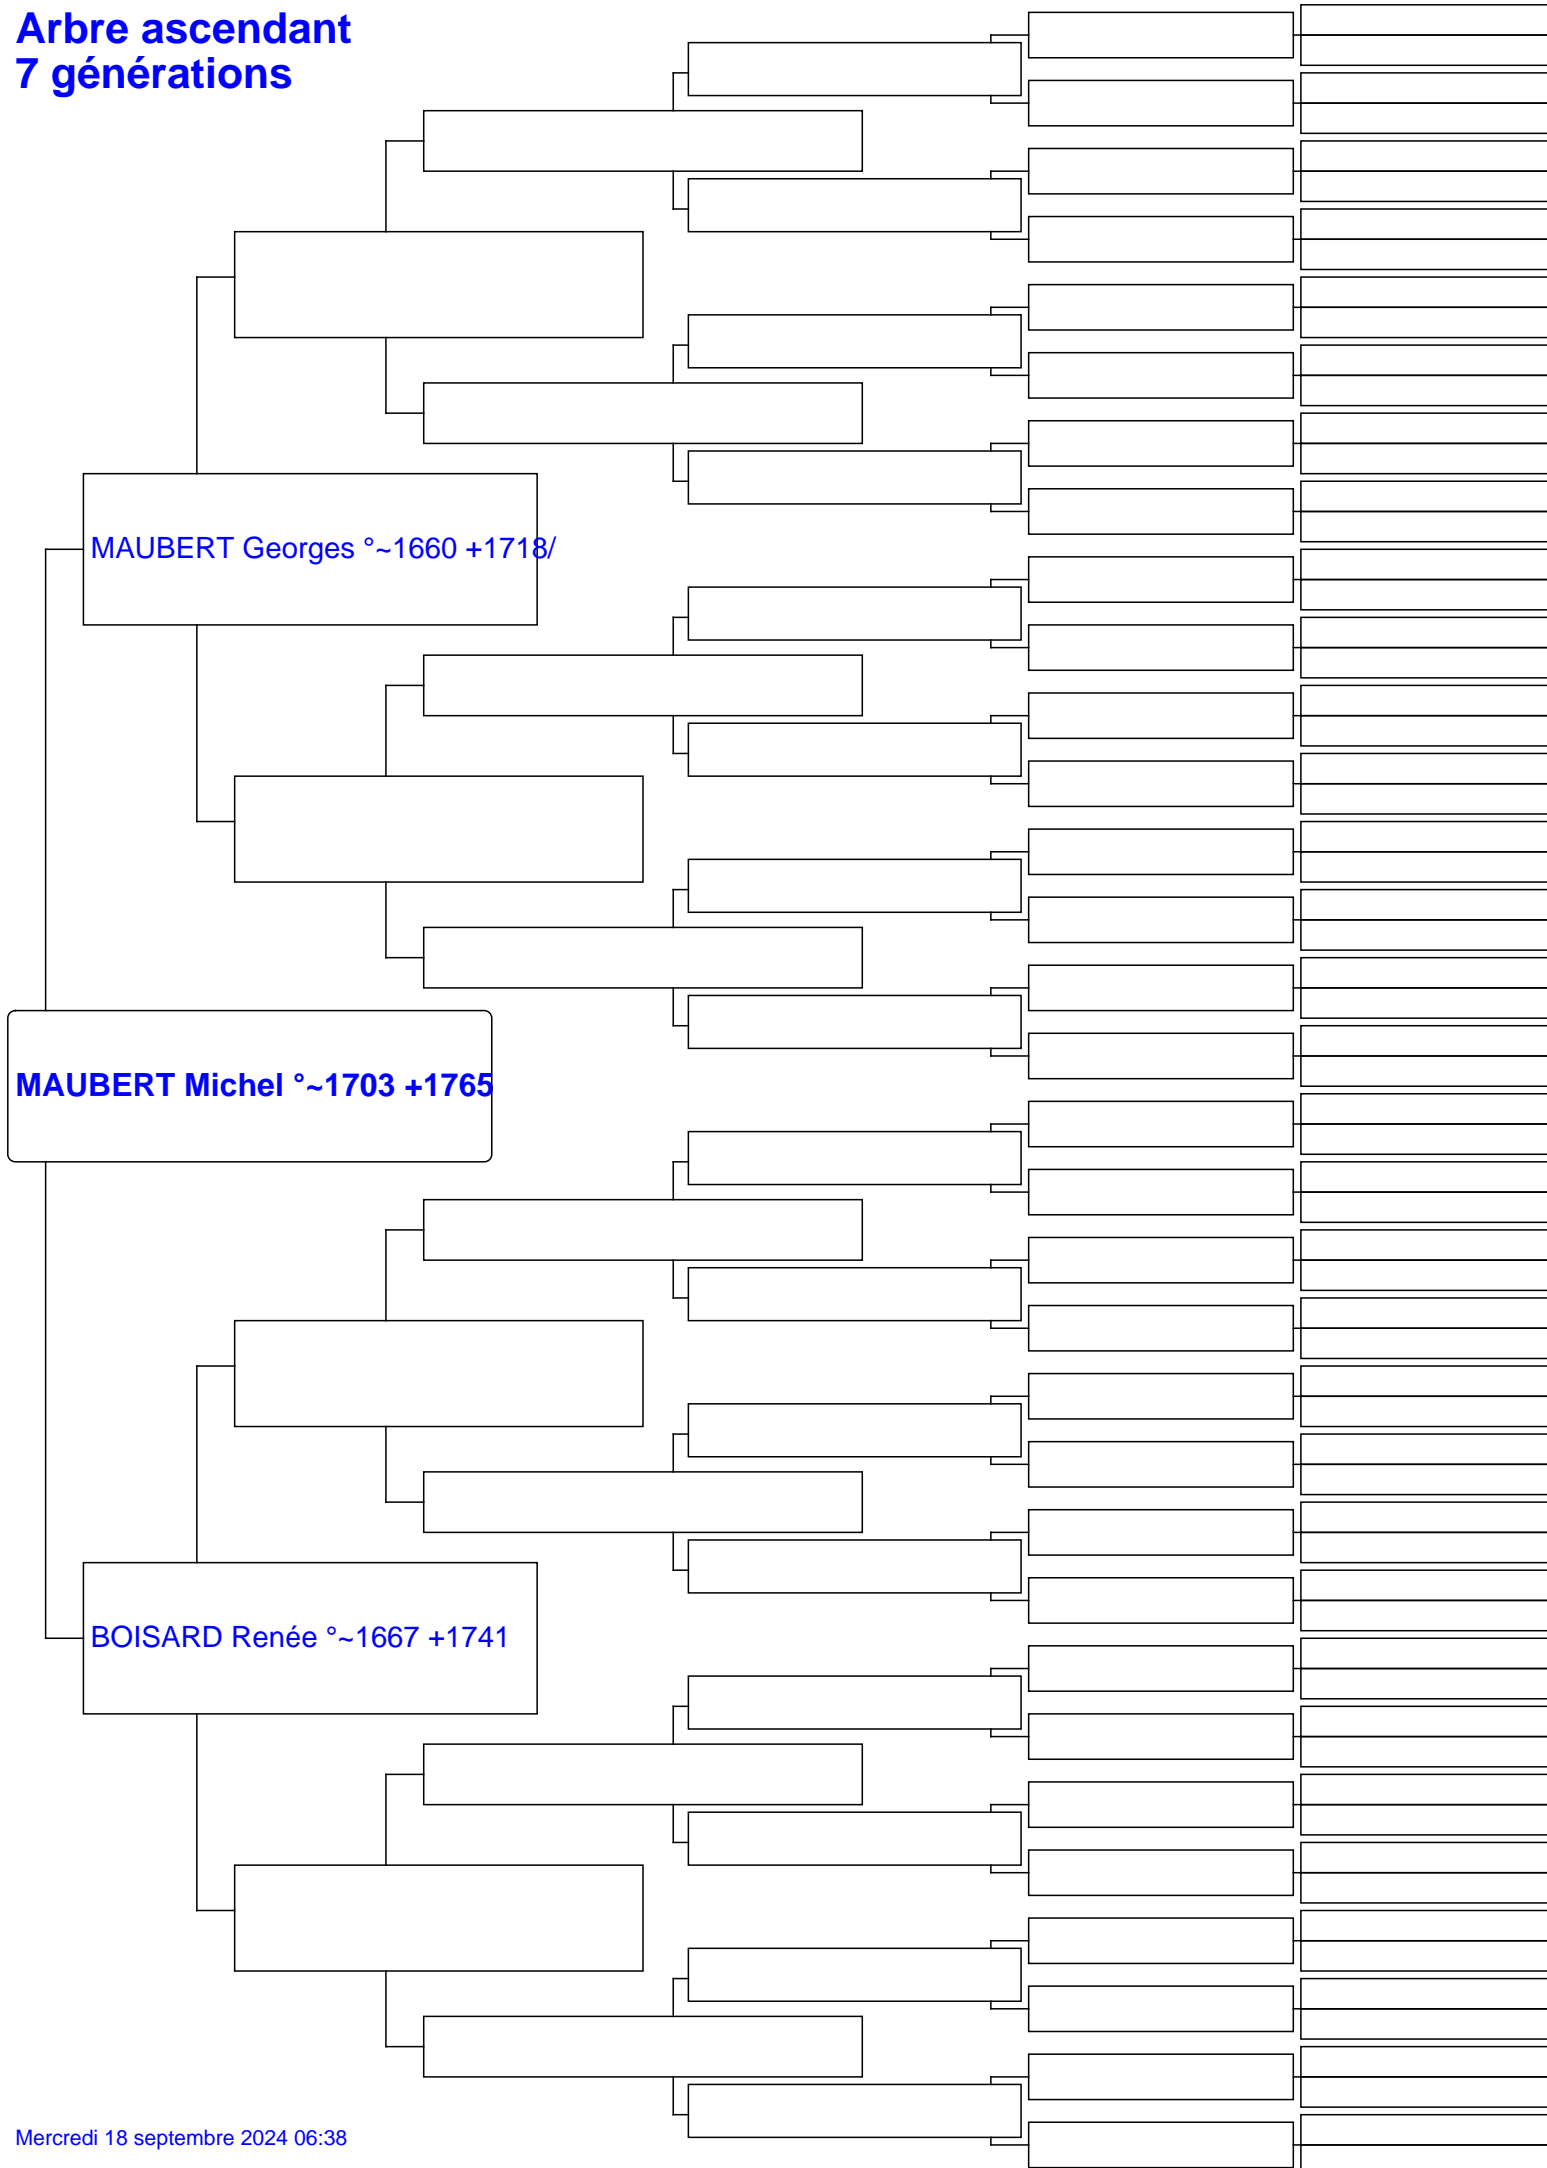 Arbre ascendant
7 générations
MAUBERT Georges °~1660 +1718/
MAUBERT Michel °~1703 +1765
BOISARD Renée °~1667 +1741
Mercredi 18 septembre 2024 06:38